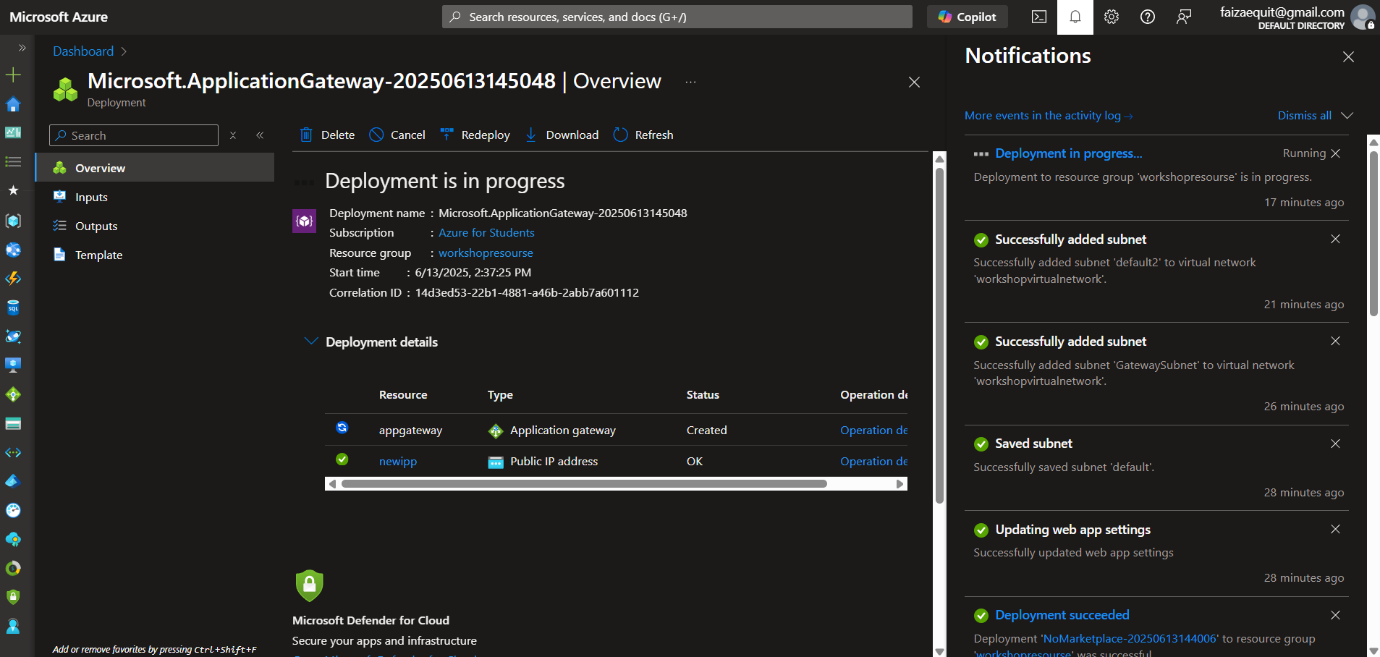 Microsoft Azure
Search resources, services, and docs (G+/)
Copilot
faizaequit@gmail.com
DEFAULT DIRECTORY
Dashboard
Microsoft.ApplicationGateway-20250613145048 | Overview
Deployment
Search
Overview
Inputs
Outputs
Template
Delete Cancel Redeploy Download Refresh
Deployment is in progress
Deployment name : Microsoft.ApplicationGateway-20250613145048
Subscription : Azure for Students
Resource group : workshopresourse
Start time : 6/13/2025, 2:37:25 PM
Correlation ID : 14d3ed53-22b1-4881-a46b-2abb7a601112
Deployment details
Resource Type Status Operation de
appgateway Application gateway Created Operation de
newipp Public IP address OK Operation de
Microsoft Defender for Cloud
Secure your apps and infrastructure
Add or remove favorites by pressing Ctrl+Shift+F
Notifications
More events in the activity log →
Dismiss all
Deployment in progress... Running
Deployment to resource group 'workshopresourse' is in progress.
17 minutes ago
Successfully added subnet
Successfully added subnet 'default2' to virtual network
'workshopvirtualnetwork'.
21 minutes ago
Successfully added subnet
Successfully added subnet 'GatewaySubnet' to virtual network
'workshopvirtualnetwork'.
26 minutes ago
Saved subnet
Successfully saved subnet 'default'.
28 minutes ago
Updating web app settings
Successfully updated web app settings
28 minutes ago
Deployment succeeded
Deployment 'NoMarketplace-20250613144006' to resource group
'workshopresourse' was successful.